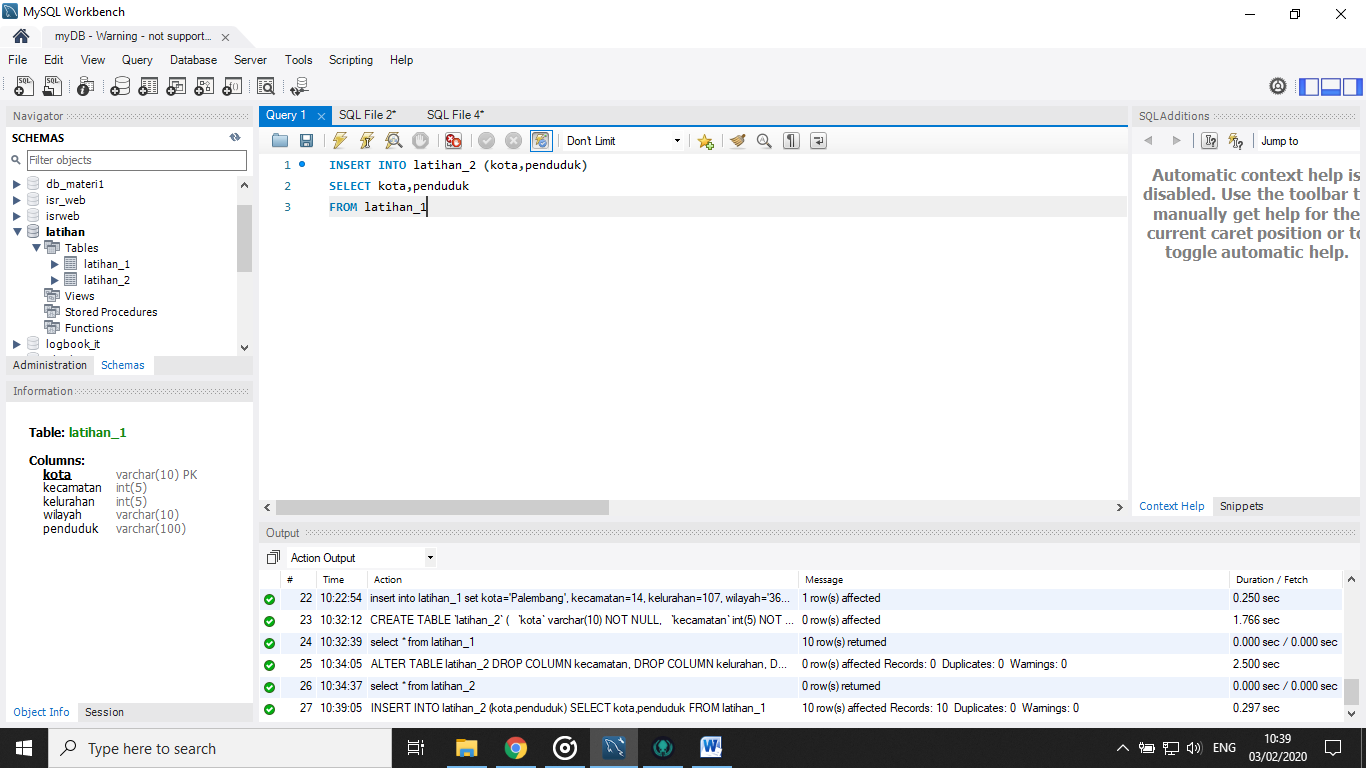 MySQL Workbench
myDB - Warning - not support...
File Edit View Query Database Server Tools Scripting Help
Navigator
SCHEMAS
Filter objects
db_materi1
isr_web
isrweb
latihan
Tables
latihan_1
latihan_2
Views
Stored Procedures
Functions
logbook_it
Administration Schemas
Information
Table: latihan_1
Columns:
kota varchar(10) PK
kecamatan int(5)
kelurahan int(5)
wilayah varchar(10)
penduduk varchar(100)
Object Info Session
Query 1 SQL File 2* SQL File 4*
Don't Limit
1 INSERT INTO latihan_2 (kota,penduduk)
2 SELECT kota,penduduk
3 FROM latihan_1
SQLAdditions
Jump to
Automatic context help is
disabled. Use the toolbar t
manually get help for the
current caret position or to
toggle automatic help.
Context Help Snippets
Output
Action Output
# Time Action Message Duration / Fetch
22 10:22:54 insert into latihan_1 set kota='Palembang', kecamatan=14, kelurahan=107, wilayah='36... 1 row(s) affected 0.250 sec
23 10:32:12 CREATE TABLE `latihan_2` ( `kota` varchar(10) NOT NULL, `kecamatan` int(5) NOT ... 0 row(s) affected 1.766 sec
24 10:32:39 select * from latihan_1 10 row(s) returned 0.000 sec / 0.000 sec
25 10:34:05 ALTER TABLE latihan_2 DROP COLUMN kecamatan, DROP COLUMN kelurahan, D... 0 row(s) affected Records: 0 Duplicates: 0 Warnings: 0 2.500 sec
26 10:34:37 select * from latihan_2 0 row(s) returned 0.000 sec / 0.000 sec
27 10:39:05 INSERT INTO latihan_2 (kota,penduduk) SELECT kota,penduduk FROM latihan_1 10 row(s) affected Records: 10 Duplicates: 0 Warnings: 0 0.297 sec
Type here to search
ENG
10:39
03/02/2020